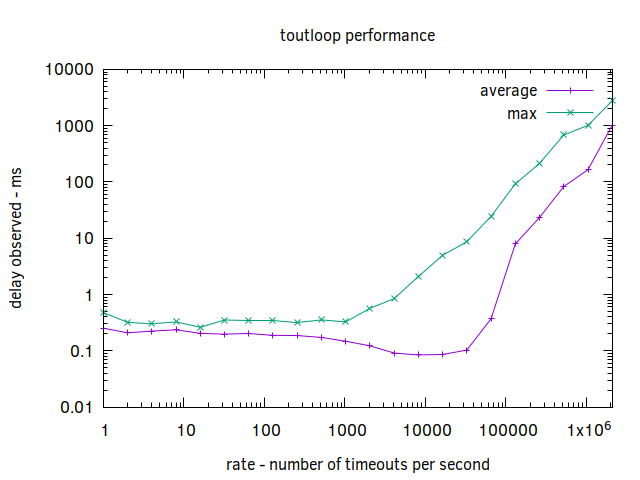 toutloop performance
10000
1000
100
10
1
0.1
0.01
average
max
delay observed - ms
1 10 100 1000 10000 100000 1x10⁶
rate - number of timeouts per second